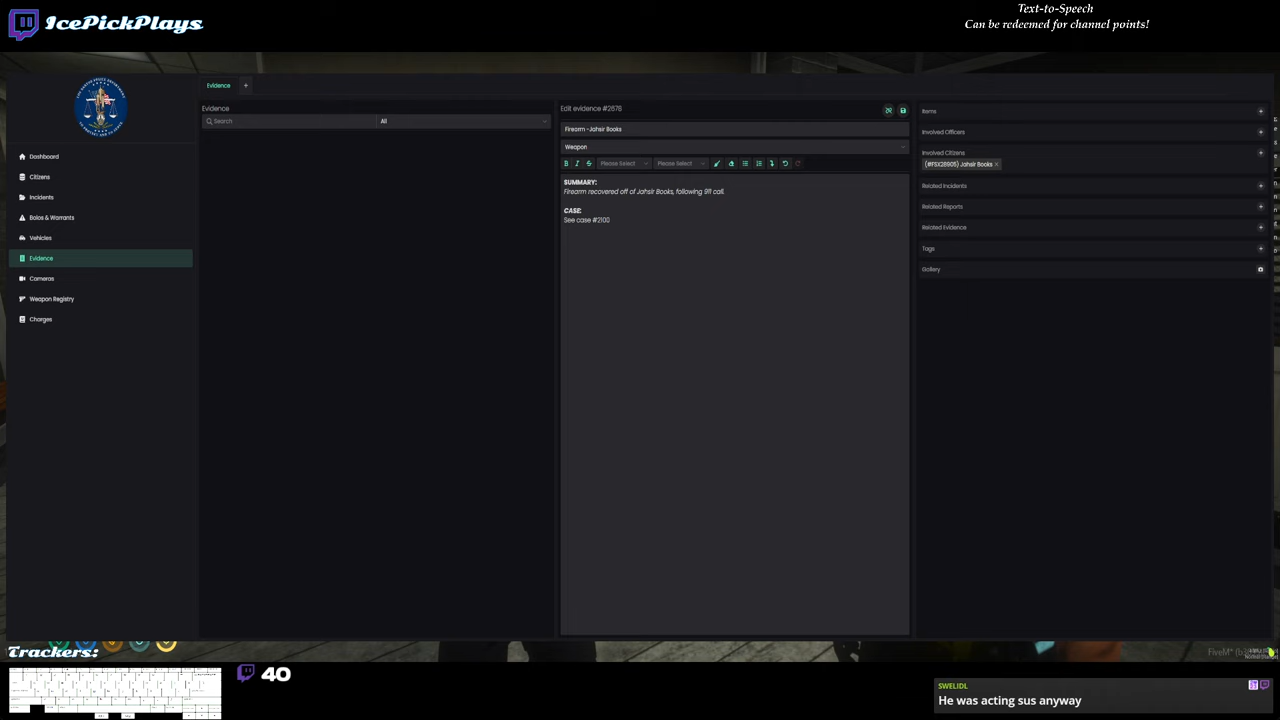 IcePickPlays
Text-to-Speech
Can be redeemed for channel points!
Evidence
+
Dashboard
Citizens
Incidents
Bolos & Warrants
Vehicles
Evidence
Cameras
Weapon Registry
Charges
Evidence
Search
All
Edit evidence #2676
Firearm -Jahsir Books
Weapon
B I S Please Select Please Select
SUMMARY:
Firearm recovered off of Jahsir Books, following 911 call.
CASE:
See case #2100
Items
Involved Officers
Involved Citizens
(#FSX28905) Jahsir Books ×
Related Incidents
Related Reports
Related Evidence
Tags
Gallery
Trackers:
40
FiveM
SWELIDL
He was acting sus anyway